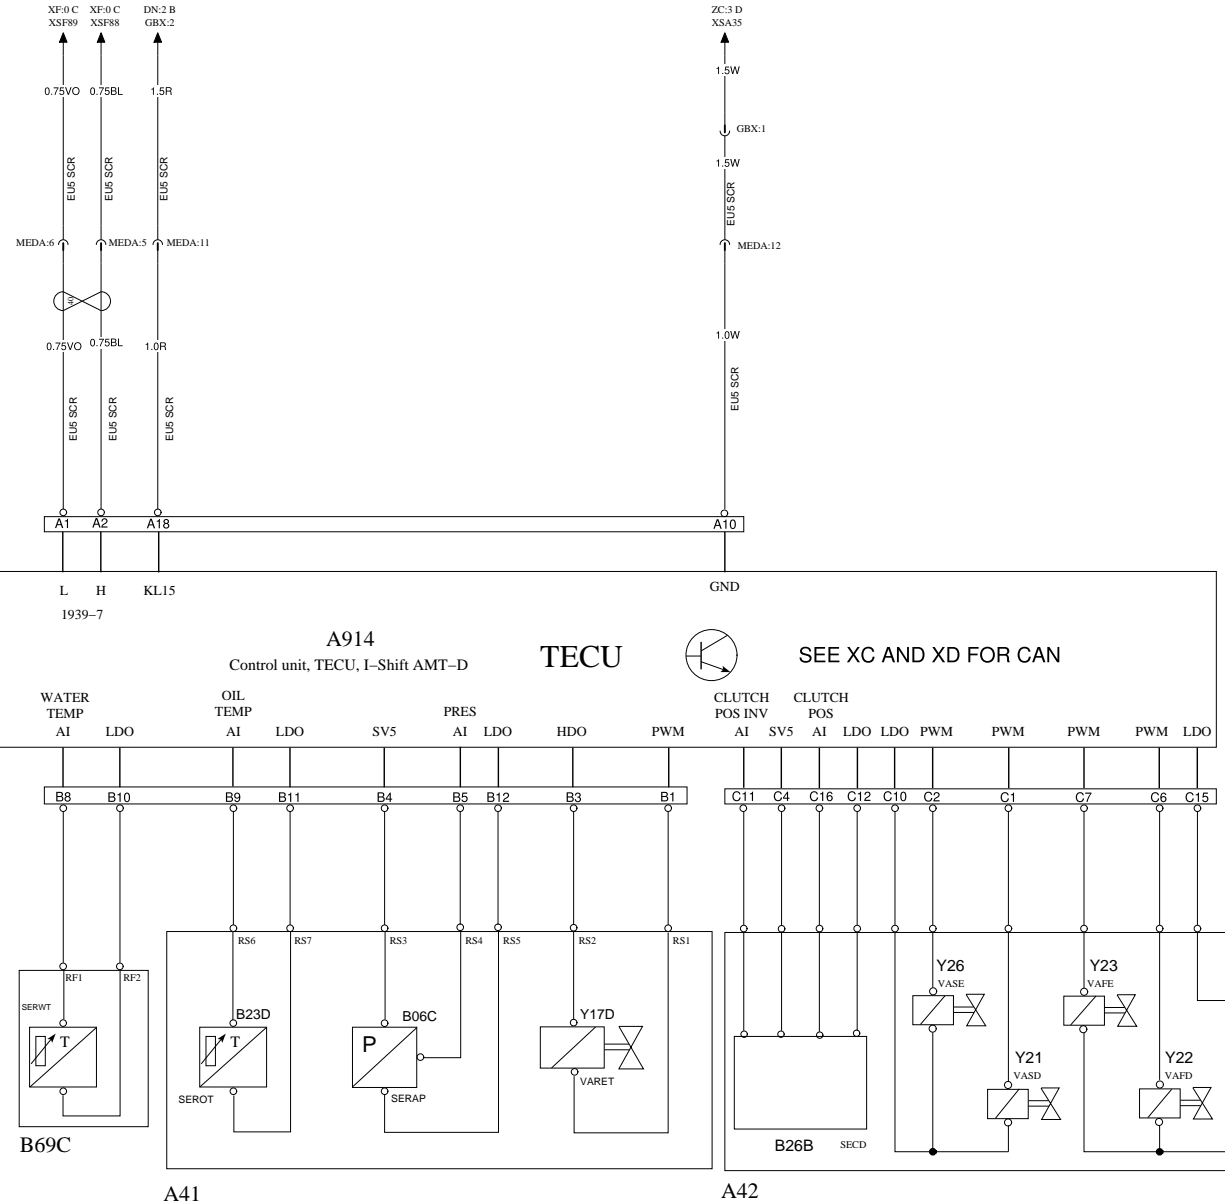 XF:0 C XF:0 C DN:2 B ZC:3 D
XSF89 XSF88 GBX:2 XSA35
1.5W
0.75VO 0.75BL 1.5R
GBX:1
1.5W
EU5 SCR EU5 SCR EU5 SCR EU5 SCR
MEDA:6 MEDA:5 MEDA:11 MEDA:12
40
1.0W
0.75VO 0.75BL 1.0R
EU5 SCR EU5 SCR EU5 SCR EU5 SCR
A1 A2 A18 A10
L H KL15 GND
1939–7
A914 TECU SEE XC AND XD FOR CAN
Control unit, TECU, I–Shift AMT–D
WATER OIL CLUTCH CLUTCH
TEMP TEMP PRES POS INV POS
AI LDO AI LDO SV5 AI LDO HDO PWM AI SV5 AI LDO LDO PWM PWM PWM PWM LDO
B8 B10 B9 B11 B4 B5 B12 B3 B1 C11 C4 C16 C12 C10 C2 C1 C7 C6 C15
RS6 RS7 RS3 RS4 RS5 RS2 RS1
Y26 Y23
VASE VAFE
RF1 RF2
SERWT
B23D B06C Y17D
T T P
Y21 Y22
VASD VAFD
VARET
SEROT SERAP
B69C B26B SECD
A41 A42